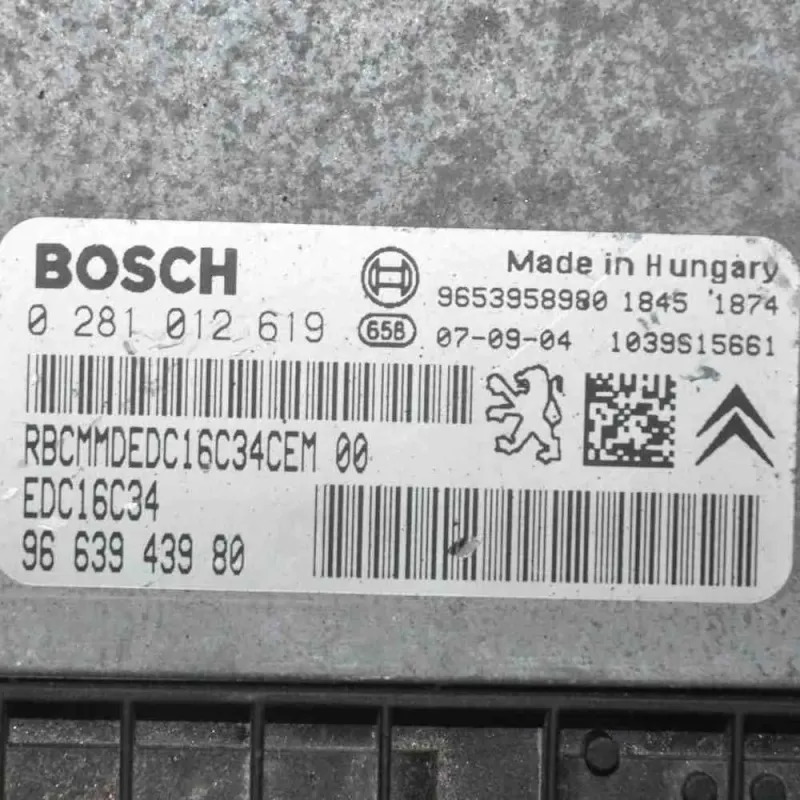 BOSCH
Made in Hungary
9653958980 1845 1874
0 281 012 619
658
07-09-04 1039S15661
RBCMMDEDC16C34CEM 00
EDC16C34
96 639 439 80